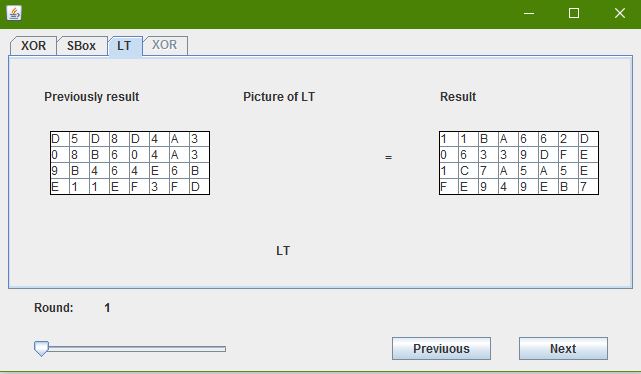 XOR SBox LT XOR
Previously result Picture of LT Result
D 5 D 8 D 4 A 3 1 1 B A 6 6 2 D
0 8 B 6 0 4 A 3 0 6 3 3 9 D F E
=
9 B 4 6 4 E 6 B 1 C 7 A 5 A 5 E
E 1 1 E F 3 F D F E 9 4 9 E B 7
LT
Round: 1
Previuous Next